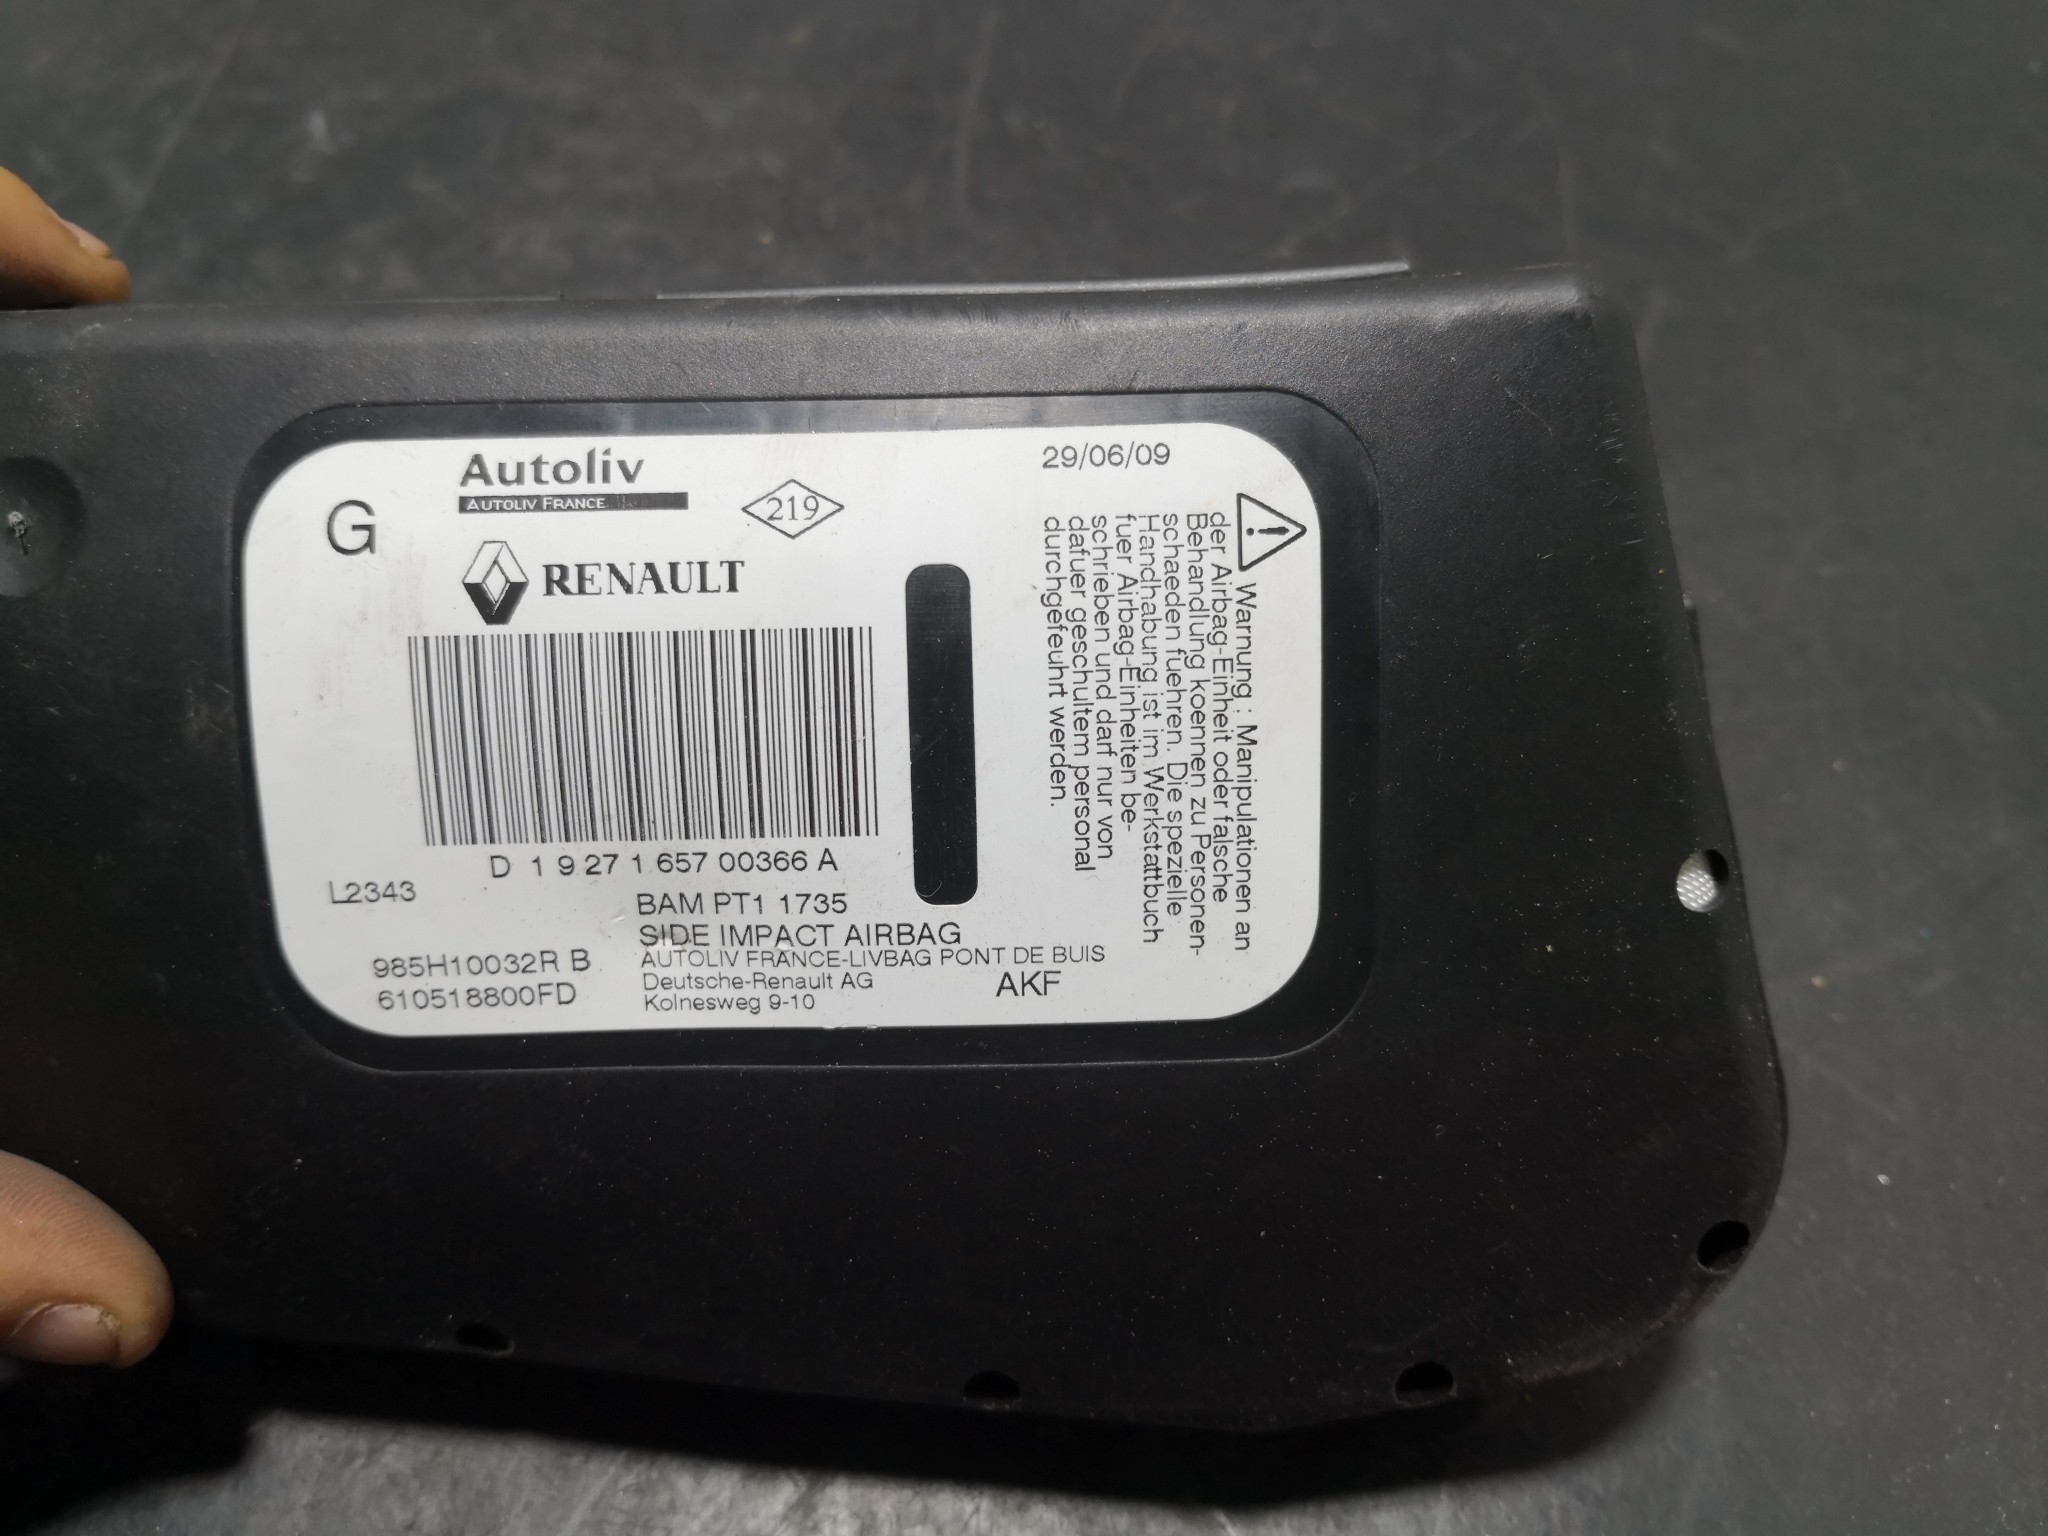 G
Autoliv
AUTOLIV FRANCE
219
29/06/09
RENAULT
D 1 9 27 1 657 00366 A
L2343
BAM PT1 1735
SIDE IMPACT AIRBAG
985H10032R B
610518800FD
AUTOLIV FRANCE-LIVBAG PONT DE BUIS
Deutsche-Renault AG
Kolnesweg 9-10
AKF
Warnung : Manipulationen an
der Airbag-Einheit oder falsche
Behandlung koennen zu Personen-
schaeden fuehren. Die spezielle
Handhabung ist im Werkstattbuch
fuer Airbag-Einheiten be-
schrieben und darf nur von
dafuer geschultem personal
durchgefeuhrt werden.